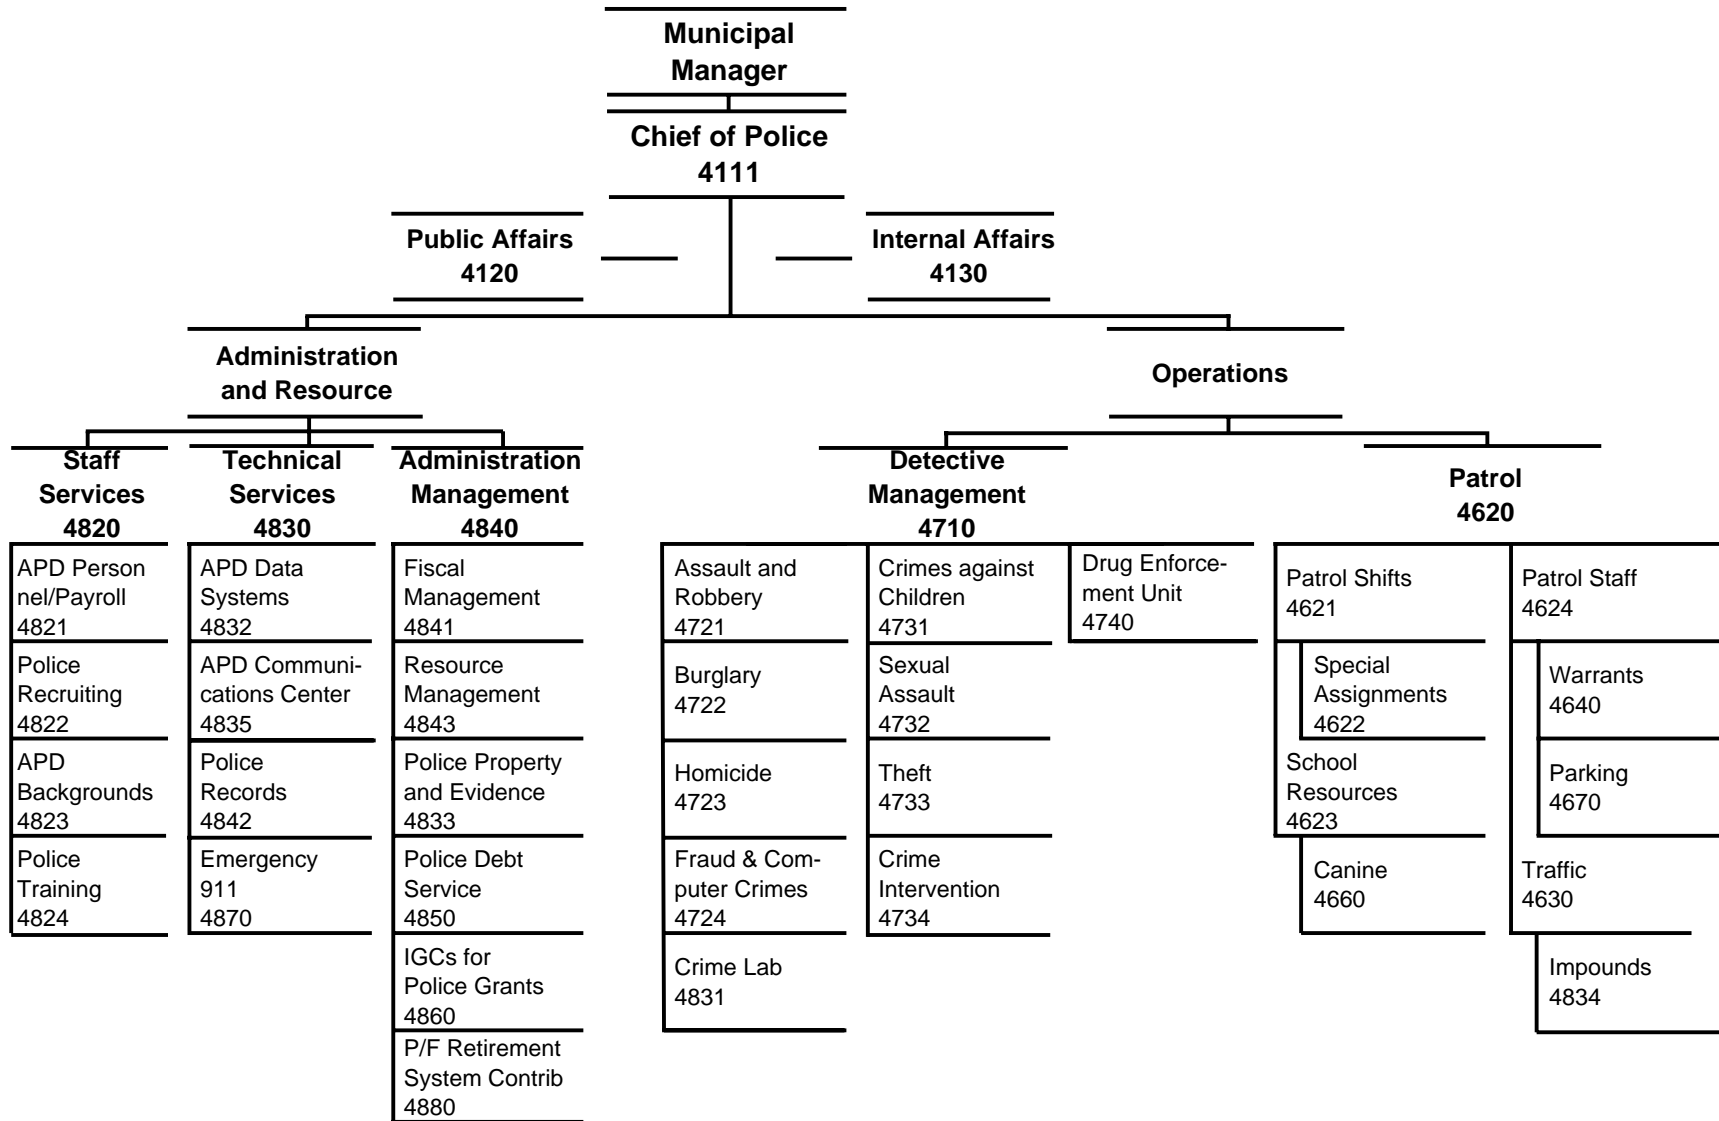 Municipal
Manager
Chief of Police
4111
Public Affairs
4120
Internal Affairs
4130
Administration
and Resource
Operations
Staff
Services
4820
Technical
Services
4830
Administration
Management
4840
Detective
Management
4710
Patrol
4620
APD Person
nel/Payroll
4821
Police
Recruiting
4822
APD
Backgrounds
4823
Police
Training
4824
APD Data
Systems
4832
APD Communi-
cations Center
4835
Police
Records
4842
Emergency
911
4870
Fiscal
Management
4841
Resource
Management
4843
Police Property
and Evidence
4833
Police Debt
Service
4850
IGCs for
Police Grants
4860
P/F Retirement
System Contrib
4880
Assault and
Robbery
4721
Burglary
4722
Homicide
4723
Fraud & Com-
puter Crimes
4724
Crime Lab
4831
Crimes against
Children
4731
Sexual
Assault
4732
Theft
4733
Crime
Intervention
4734
Drug Enforce-
ment Unit
4740
Patrol Shifts
4621
Special
Assignments
4622
School
Resources
4623
Canine
4660
Patrol Staff
4624
Warrants
4640
Parking
4670
Traffic
4630
Impounds
4834